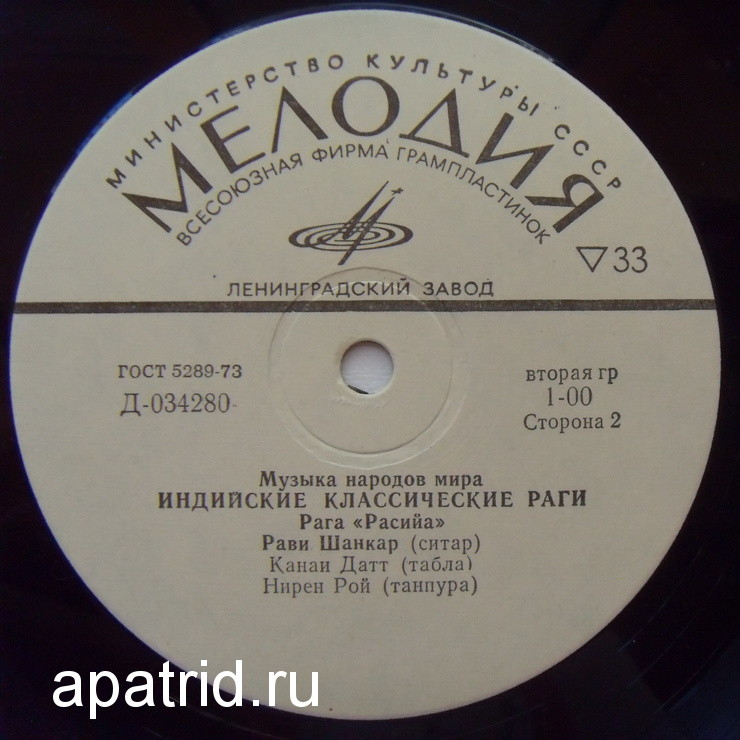 МИНИСТЕРСТВО КУЛЬТУРЫ СССР
МЕЛОДИЯ
ВСЕСОЮЗНАЯ ФИРМА ГРАМПЛАСТИНОК
▽33
ЛЕНИНГРАДСКИЙ ЗАВОД
ГОСТ 5289-73
Д-034280
вторая гр
1-00
Сторона 2
Музыка народов мира
ИНДИЙСКИЕ КЛАССИЧЕСКИЕ РАГИ
Рага «Расийа»
Рави Шанкар (ситар)
Канаи Датт (табла)
Нирен Рой (танпура)
apatrid.ru